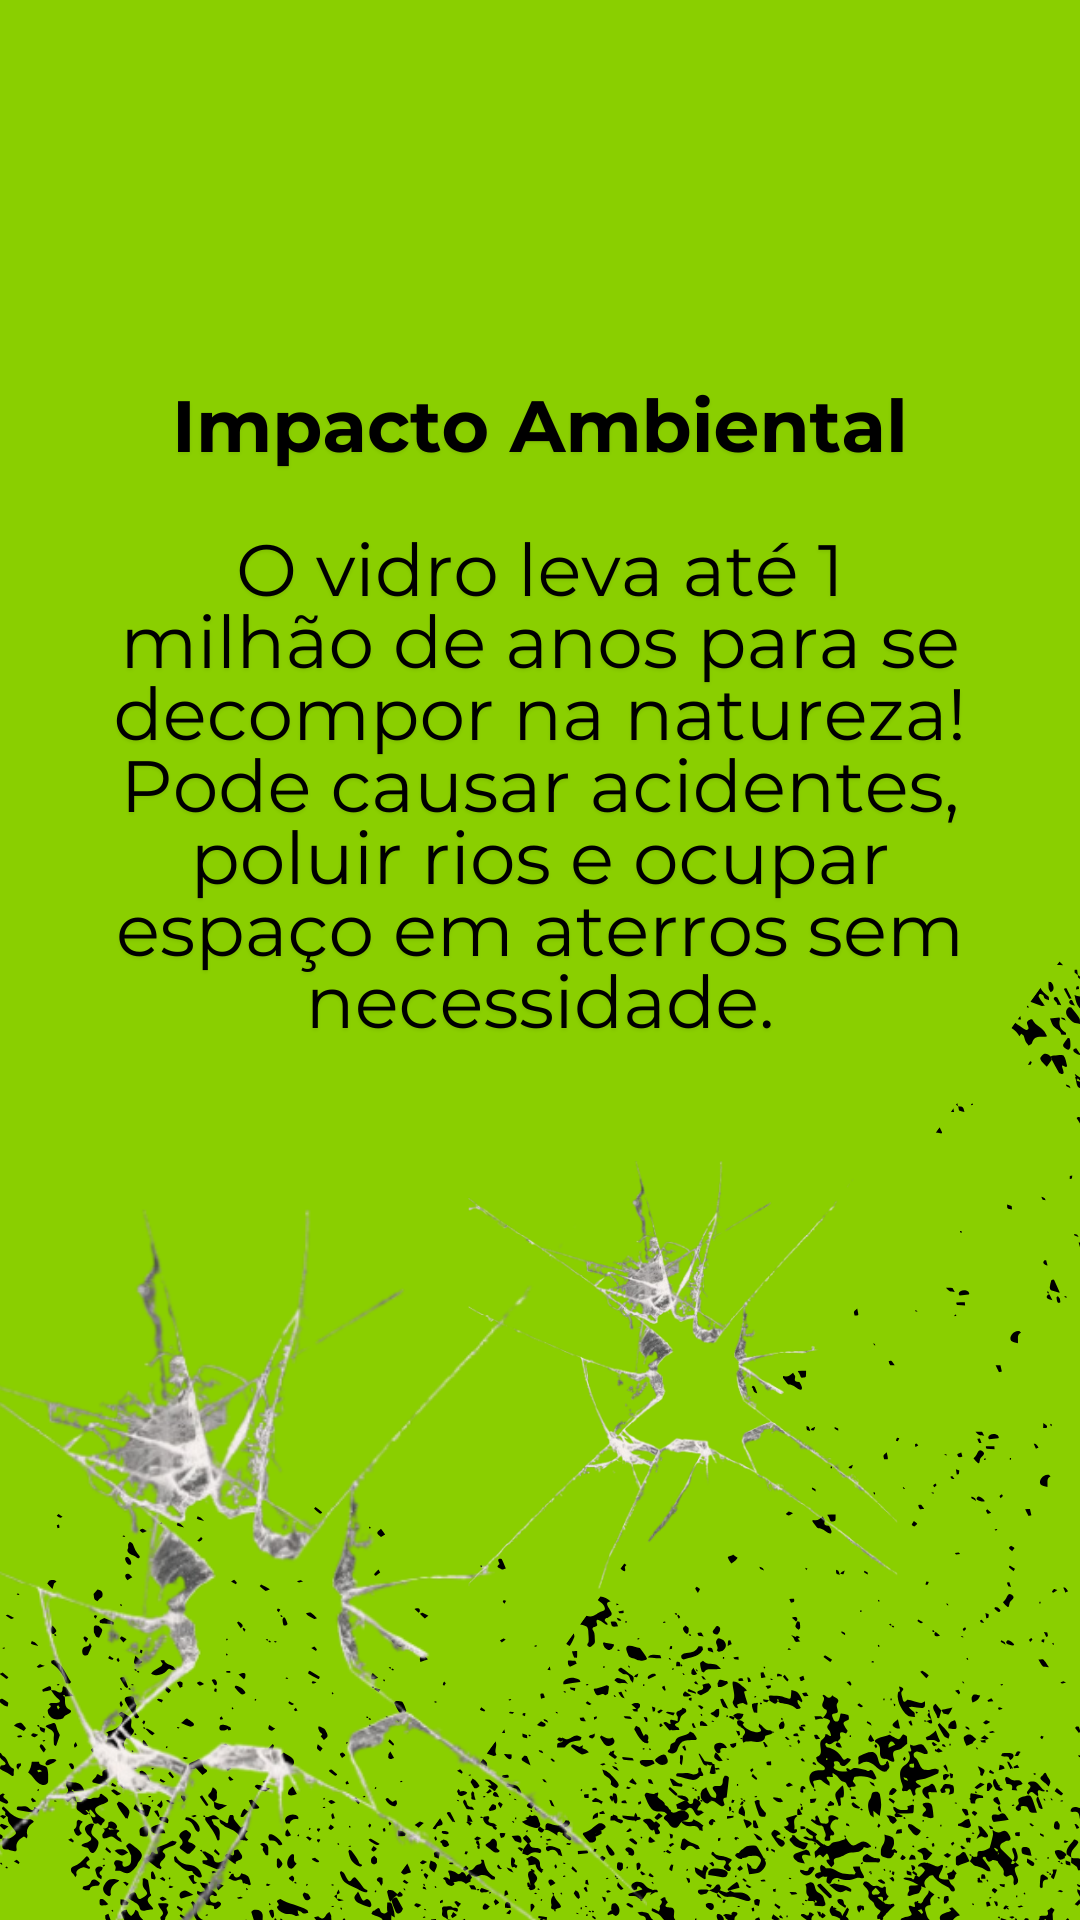 Impacto Ambiental
O vidro leva até 1
milhão de anos para se
decompor na natureza!
Pode causar acidentes,
poluir rios e ocupar
espaço em aterros sem
necessidade.